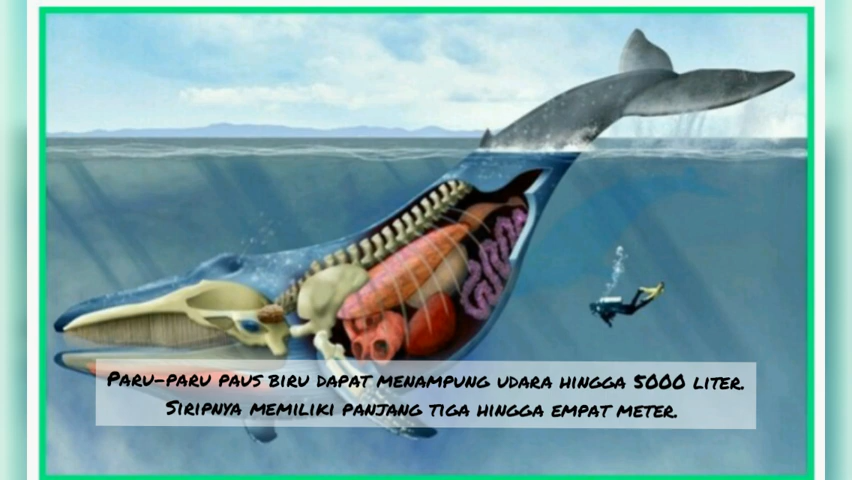 Paru-paru paus biru dapat menampung udara hingga 5000 liter.
Siripnya memiliki panjang tiga hingga empat meter.